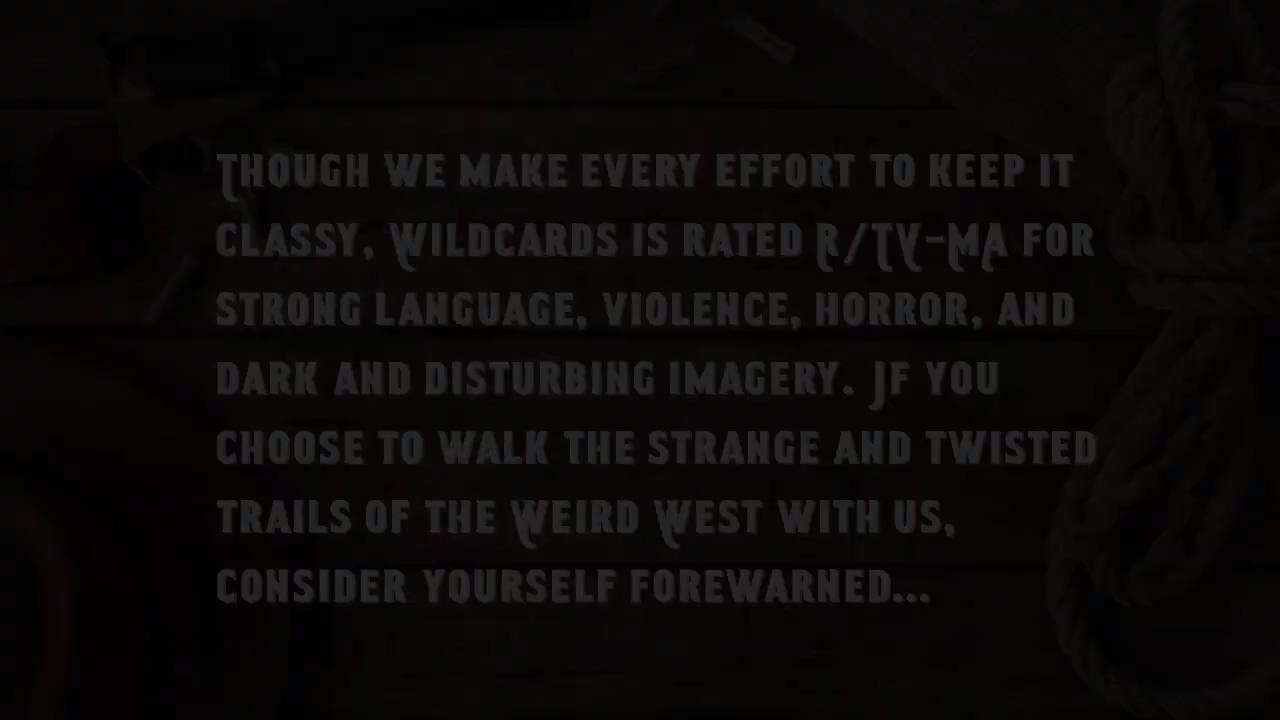 Though we make every effort to keep it
classy, Wildcards is rated R/TV-MA for
strong language, violence, horror, and
dark and disturbing imagery. If you
choose to walk the strange and twisted
trails of the Weird West with us,
consider yourself forewarned...